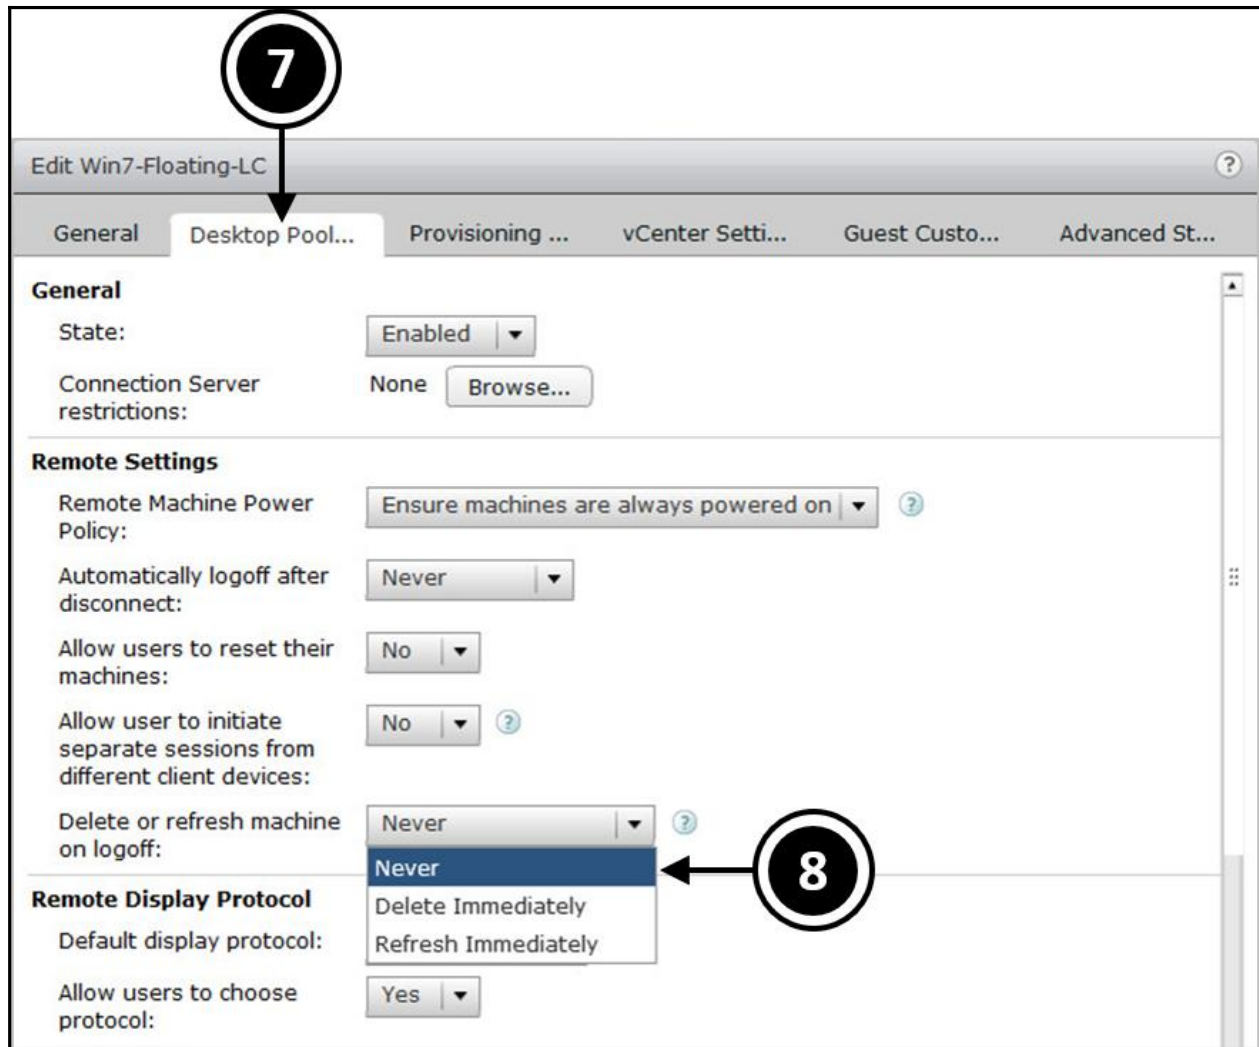 7
Edit Win7-Floating-LC ?
General Desktop Pool... Provisioning ... vCenter Setti... Guest Custo... Advanced St...
General
State: Enabled
Connection Server None Browse...
restrictions:
Remote Settings
Remote Machine Power Ensure machines are always powered on ?
Policy:
Automatically logoff after Never
disconnect:
Allow users to reset their No
machines:
Allow user to initiate No ?
separate sessions from
different client devices:
Delete or refresh machine Never ?
on logoff:
Never 8
Remote Display Protocol Delete Immediately
Default display protocol: Refresh Immediately
Allow users to choose Yes
protocol: